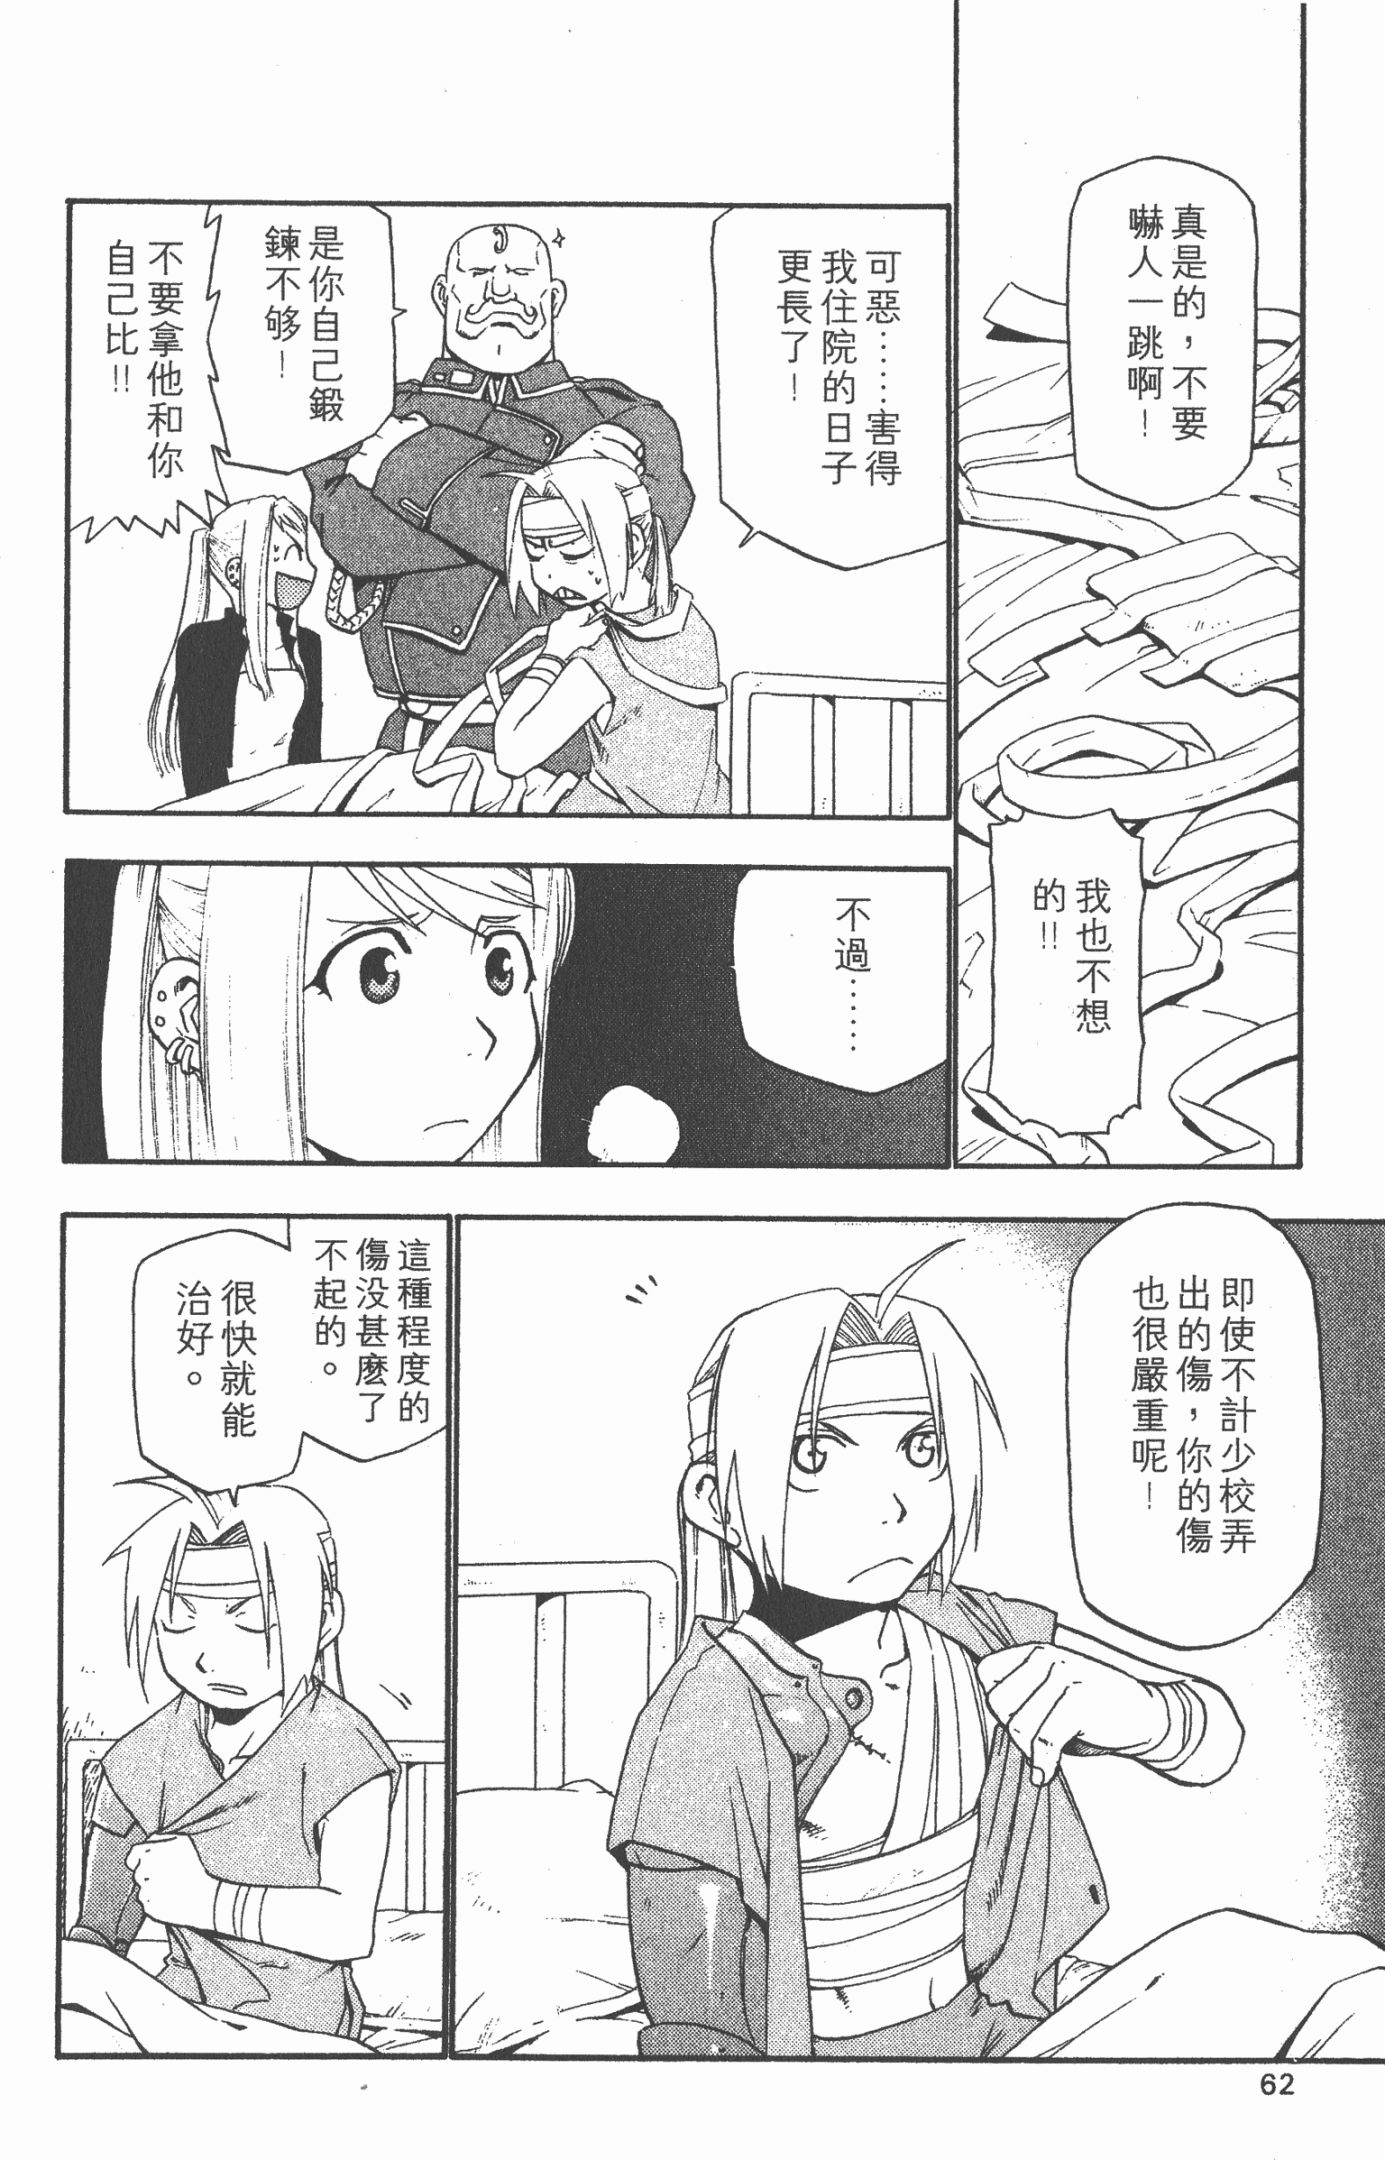 真是的，不要
嚇人一跳啊！
我也不想
的！！
可惡……害得
我住院的日子
更長了！
是你自己鍛
鍊不够！
不要拿他和你
自己比！！
不過……
即使不計少校弄
出的傷，你的傷
也很嚴重呢！
這種程度的
傷没甚麽了
不起的。
很快就能
治好。
62